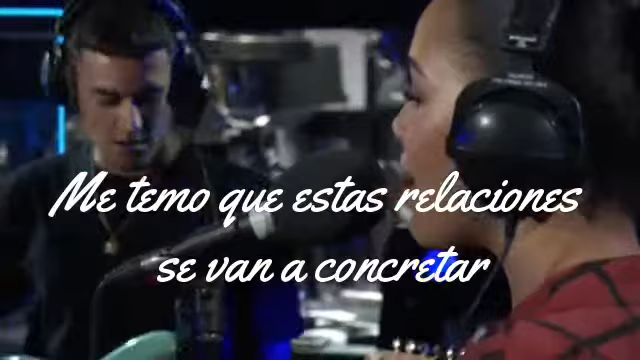 Me temo que estas relaciones
se van a concretar